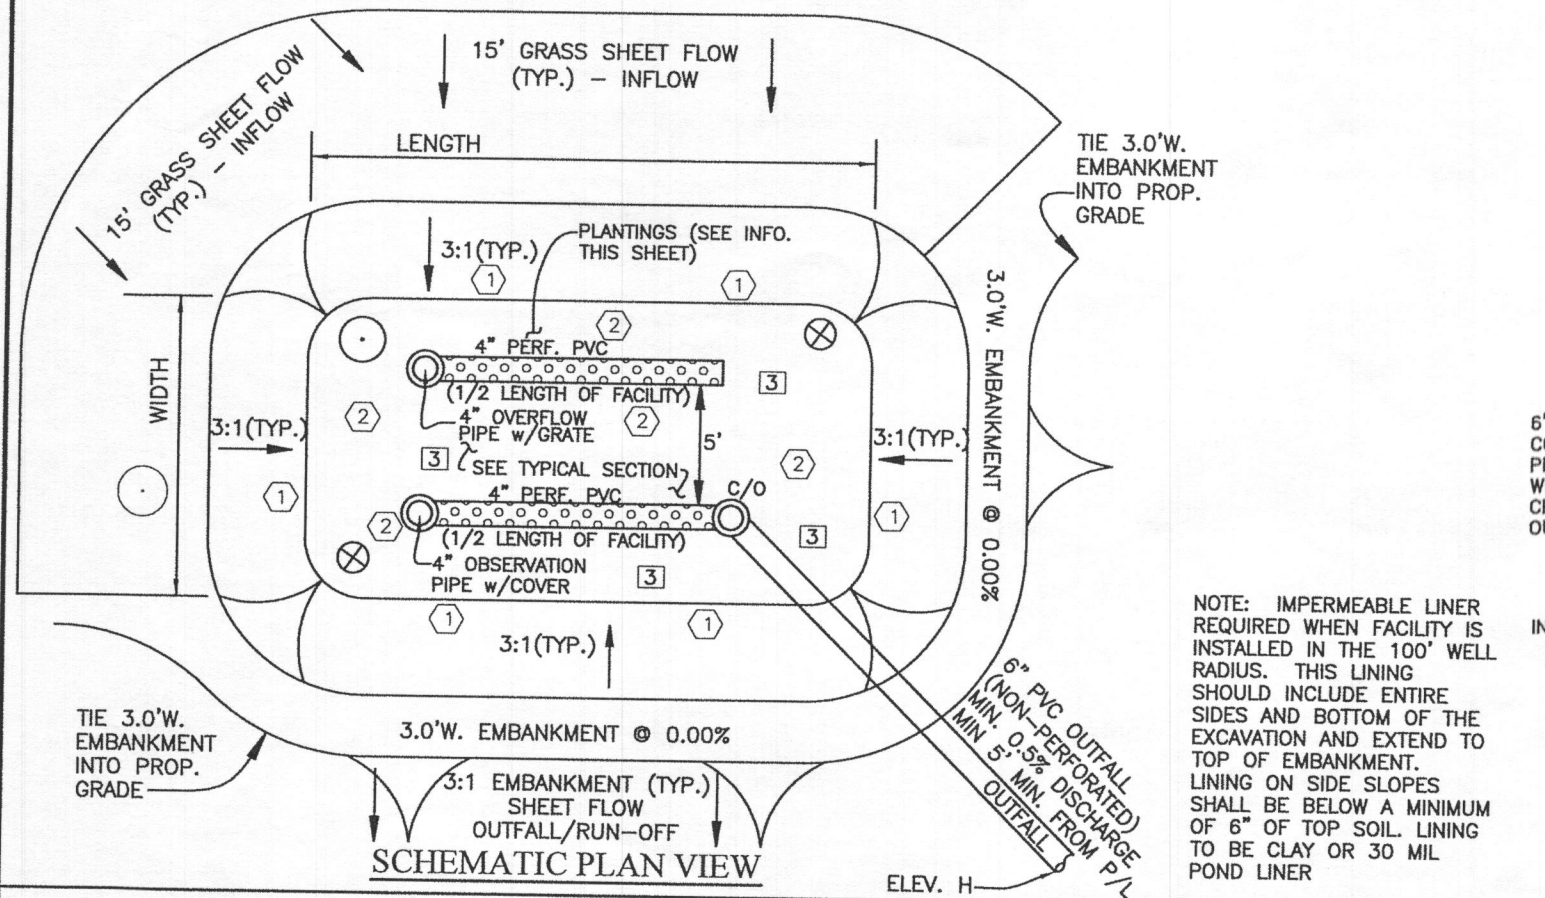 15' GRASS SHEET FLOW
(TYP.) – INFLOW
15' GRASS SHEET FLOW
(TYP.) – INFLOW
LENGTH
TIE 3.0'W.
EMBANKMENT
INTO PROP.
GRADE
3:1(TYP.)
PLANTINGS (SEE INFO.
THIS SHEET)
1
1
2
WIDTH
3.0'W. EMBANKMENT @ 0.00%
4" PERF. PVC
(1/2 LENGTH OF FACILITY)
3
2
4" OVERFLOW
PIPE w/GRATE
2
5'
3:1(TYP.)
3:1(TYP.)
3
SEE TYPICAL SECTION
2
4" PERF. PVC
C/O
1
2
1
(1/2 LENGTH OF FACILITY)
3
4" OBSERVATION
PIPE w/COVER
3
1
1
3:1(TYP.)
6" PVC OUTFALL
(NON–PERFORATED)
MIN. 0.5% DISCHARGE
MIN 5' MIN. FROM P/L
OUTFALL
TIE 3.0'W.
EMBANKMENT
INTO PROP.
GRADE
3.0'W. EMBANKMENT @ 0.00%
3:1 EMBANKMENT (TYP.)
SHEET FLOW
OUTFALL/RUN–OFF
SCHEMATIC PLAN VIEW
ELEV. H
NOTE: IMPERMEABLE LINER
REQUIRED WHEN FACILITY IS
INSTALLED IN THE 100' WELL
RADIUS. THIS LINING
SHOULD INCLUDE ENTIRE
SIDES AND BOTTOM OF THE
EXCAVATION AND EXTEND TO
TOP OF EMBANKMENT.
LINING ON SIDE SLOPES
SHALL BE BELOW A MINIMUM
OF 6" OF TOP SOIL. LINING
TO BE CLAY OR 30 MIL
POND LINER